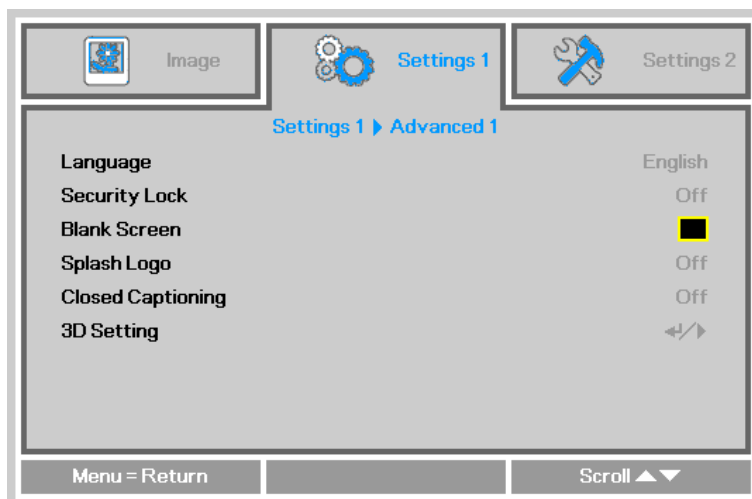 Image
Settings 1
Settings 2
Settings 1 Advanced 1
Language English
Security Lock Off
Blank Screen
Splash Logo Off
Closed Captioning Off
3D Setting /
Menu = Return Scroll